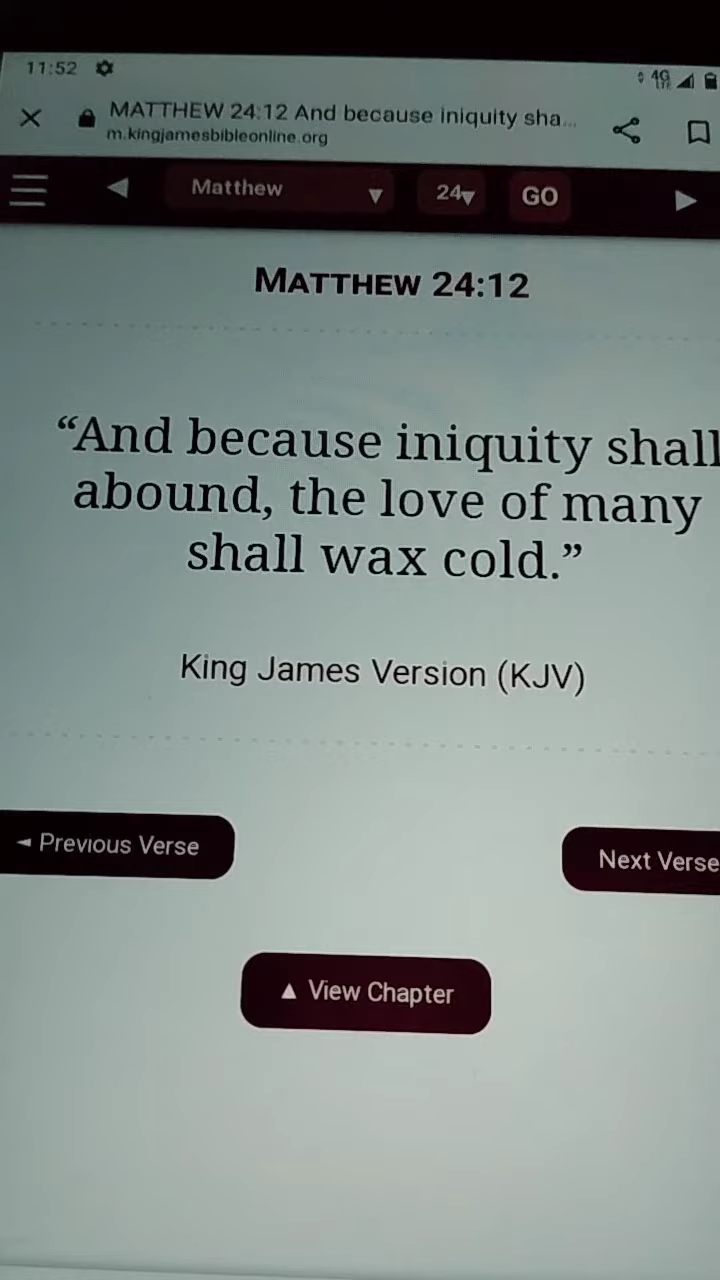 11:52
4G
MATTHEW 24:12 And because iniquity sha...
m.kingjamesbibleonline.org
Matthew 24 GO
MATTHEW 24:12
“And because iniquity shall
abound, the love of many
shall wax cold.”
King James Version (KJV)
◄ Previous Verse
Next Verse
▲ View Chapter